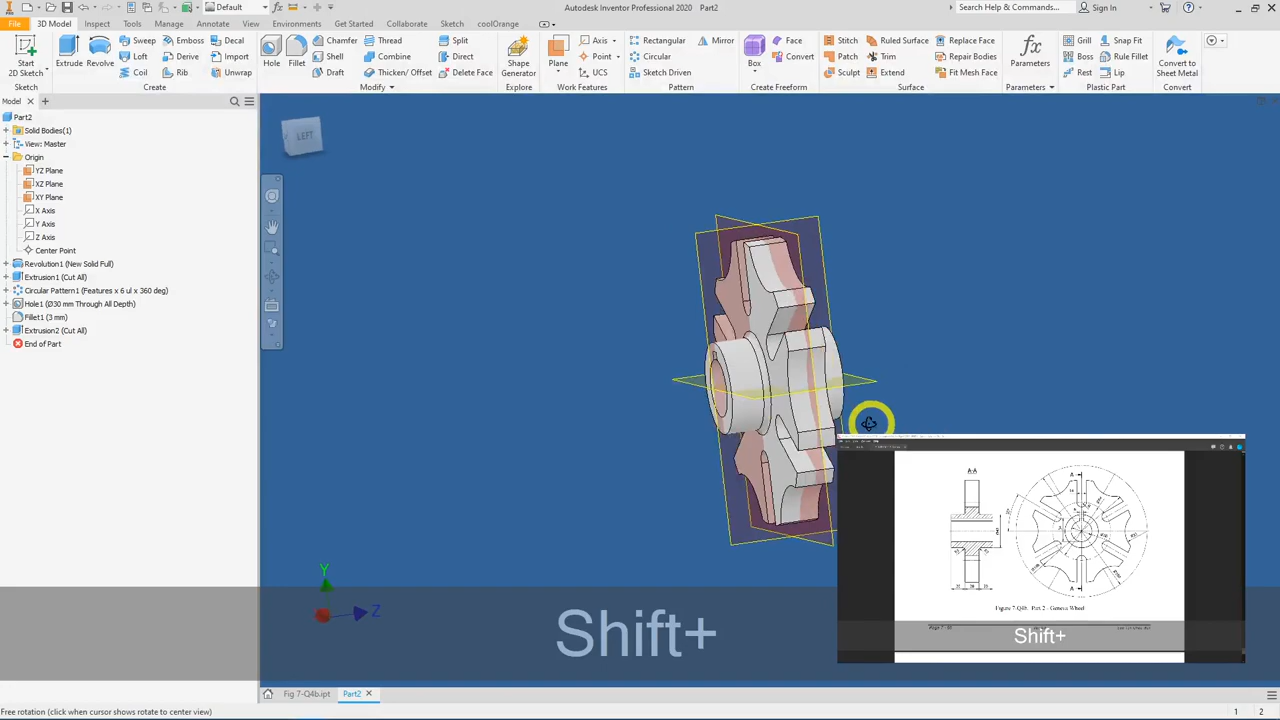 Default
Autodesk Inventor Professional 2020 Part2
Search Help & Commands...
Sign In
File
3D Model
Inspect
Tools
Manage
Annotate
View
Environments
Get Started
Collaborate
Sketch
coolOrange
Start
2D Sketch
Extrude
Revolve
Sweep
Loft
Coil
Emboss
Derive
Rib
Decal
Import
Unwrap
Create
Hole
Fillet
Chamfer
Shell
Draft
Thread
Combine
Thicken/ Offset
Split
Direct
Delete Face
Modify
Shape
Generator
Explore
Plane
Axis
Point
UCS
Work Features
Rectangular
Circular
Sketch Driven
Mirror
Pattern
Box
Face
Convert
Create Freeform
Stitch
Patch
Sculpt
Ruled Surface
Trim
Extend
Replace Face
Repair Bodies
Fit Mesh Face
Surface
Parameters
Parameters
Grill
Boss
Rest
Snap Fit
Rule Fillet
Lip
Plastic Part
Convert to
Sheet Metal
Convert
Model
Part2
Solid Bodies(1)
View: Master
Origin
YZ Plane
XZ Plane
XY Plane
X Axis
Y Axis
Z Axis
Center Point
Revolution1 (New Solid Full)
Extrusion1 (Cut All)
Circular Pattern1 (Features x 6 ul x 360 deg)
Hole1 (Ø30 mm Through All Depth)
Fillet1 (3 mm)
Extrusion2 (Cut All)
End of Part
LEFT
Y
Z
A-A
A
A
Figure 7-Q4b. Part 2 - Geneva Wheel
Shift+
Shift+
Fig 7-Q4b.ipt
Part2
Free rotation (click when cursor shows rotate to center view)
1
2